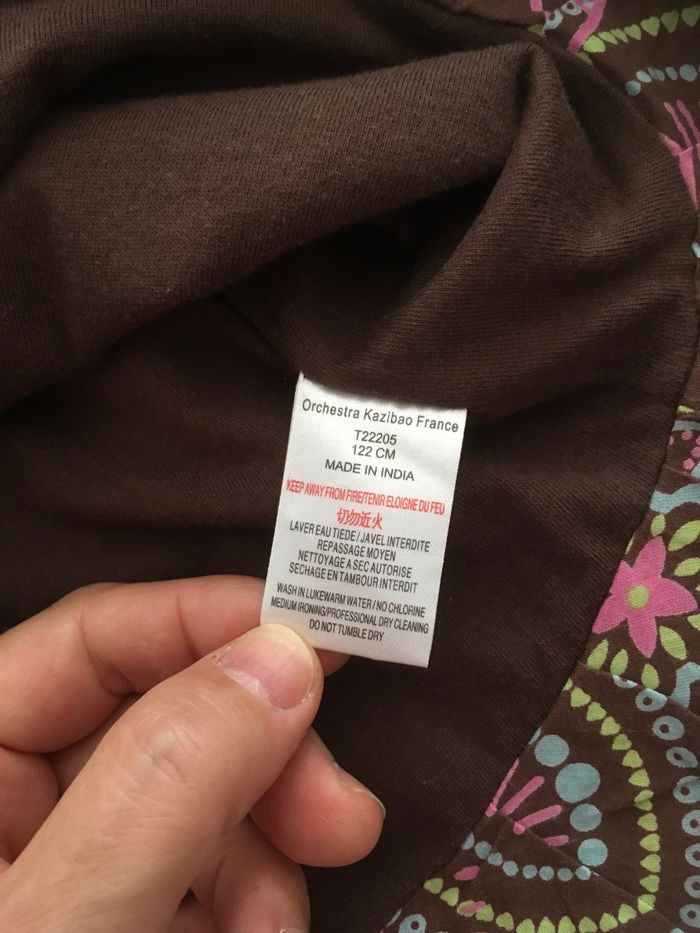 Orchestra Kazibao France
T22205
122 CM
MADE IN INDIA
KEEP AWAY FROM FIRE/TENIR ELOIGNE DU FEU
切勿近火
LAVER EAU TIEDE/JAVEL INTERDITE
REPASSAGE MOYEN
NETTOYAGE A SEC AUTORISE
SECHAGE EN TAMBOUR INTERDIT
WASH IN LUKEWARM WATER/NO CHLORINE
MEDIUM IRONING/PROFESSIONAL DRY CLEANING
DO NOT TUMBLE DRY